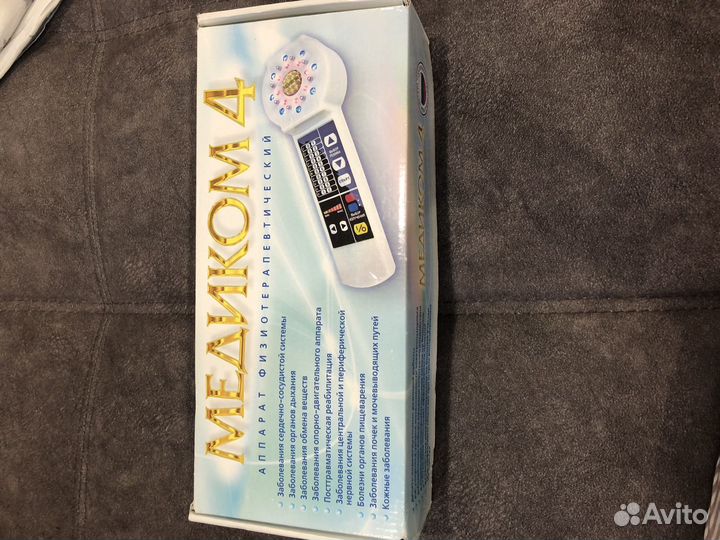 МЕДИКОМ 4
АППАРАТ ФИЗИОТЕРАПЕВТИЧЕСКИЙ
Заболевания сердечно-сосудистой системы
Заболевания органов дыхания
Заболевания обмена веществ
Заболевания опорно-двигательного аппарата
Посттравматическая реабилитация
Заболевания центральной и периферической
нервной системы
Болезни органов пищеварения
Заболевания почек и мочевыводящих путей
Кожные заболевания
I/O
МЕДИКОМ 4
Avito